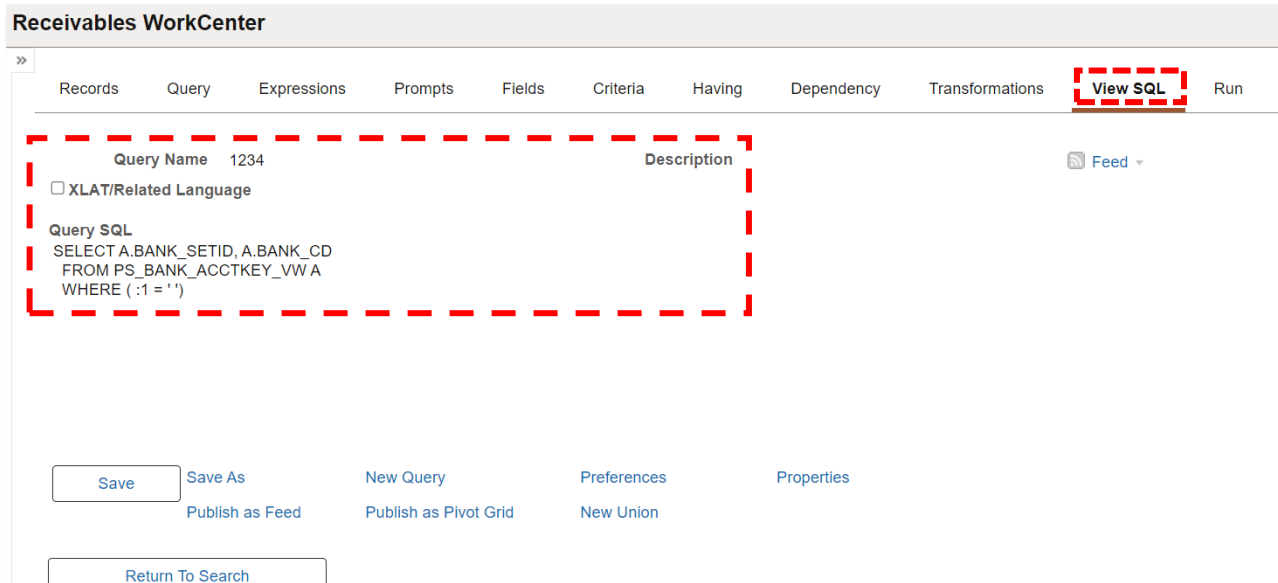 Receivables WorkCenter
»
Records Query Expressions Prompts Fields Criteria Having Dependency Transformations View SQL Run
Query Name 1234 Description
Feed
XLAT/Related Language
Query SQL
SELECT A.BANK_SETID, A.BANK_CD
FROM PS_BANK_ACCTKEY_VW A
WHERE ( :1 = ' ')
Save Save As New Query Preferences Properties
Publish as Feed Publish as Pivot Grid New Union
Return To Search